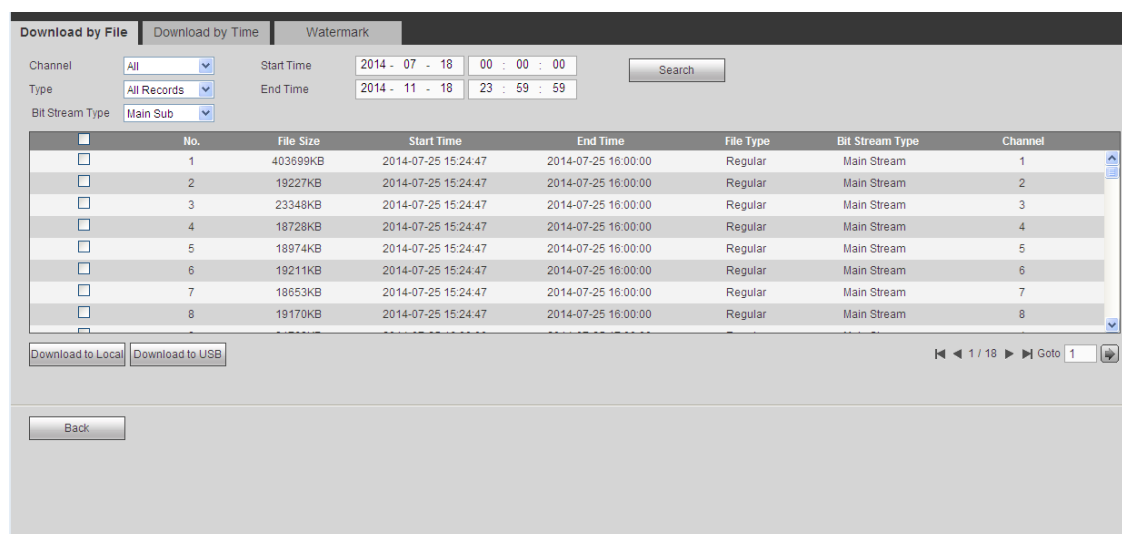 Download by File Download by Time Watermark
Channel All Start Time 2014 - 07 - 18 00 : 00 : 00 Search
Type All Records End Time 2014 - 11 - 18 23 : 59 : 59
Bit Stream Type Main Sub
No. File Size Start Time End Time File Type Bit Stream Type Channel
1 403699KB 2014-07-25 15:24:47 2014-07-25 16:00:00 Regular Main Stream 1
2 19227KB 2014-07-25 15:24:47 2014-07-25 16:00:00 Regular Main Stream 2
3 23348KB 2014-07-25 15:24:47 2014-07-25 16:00:00 Regular Main Stream 3
4 18728KB 2014-07-25 15:24:47 2014-07-25 16:00:00 Regular Main Stream 4
5 18974KB 2014-07-25 15:24:47 2014-07-25 16:00:00 Regular Main Stream 5
6 19211KB 2014-07-25 15:24:47 2014-07-25 16:00:00 Regular Main Stream 6
7 18653KB 2014-07-25 15:24:47 2014-07-25 16:00:00 Regular Main Stream 7
8 19170KB 2014-07-25 15:24:47 2014-07-25 16:00:00 Regular Main Stream 8
Download to Local Download to USB 1 / 18 Goto 1
Back